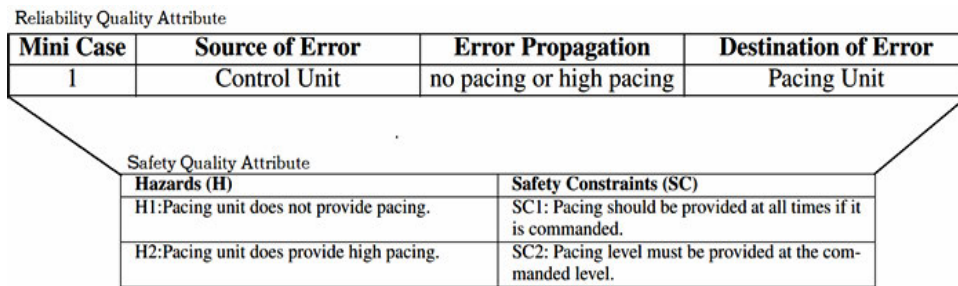 Reliability Quality Attribute
Mini Case Source of Error Error Propagation Destination of Error
1 Control Unit no pacing or high pacing Pacing Unit
Safety Quality Attribute
Hazards (H) Safety Constraints (SC)
H1:Pacing unit does not provide pacing. SC1: Pacing should be provided at all times if it
is commanded.
H2:Pacing unit does provide high pacing. SC2: Pacing level must be provided at the com-
manded level.